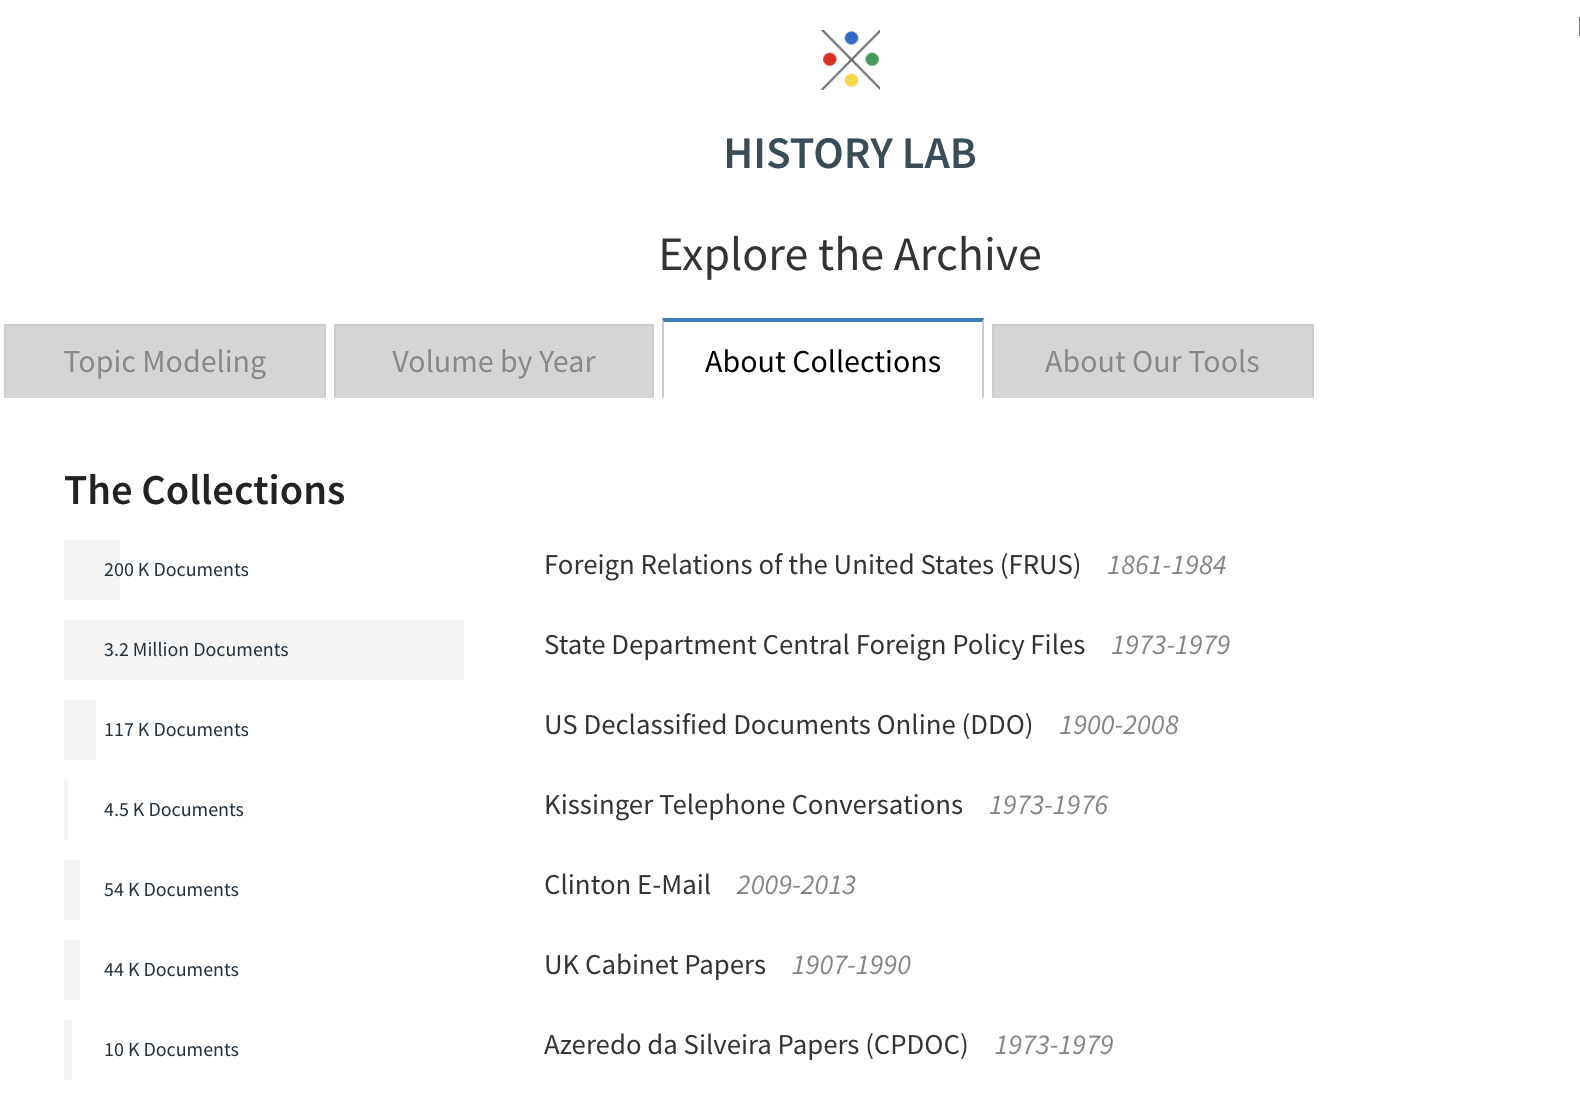 HISTORY LAB
Explore the Archive
Topic Modeling
Volume by Year
About Collections
About Our Tools
The Collections
200 K Documents Foreign Relations of the United States (FRUS) 1861-1984
3.2 Million Documents State Department Central Foreign Policy Files 1973-1979
117 K Documents US Declassified Documents Online (DDO) 1900-2008
4.5 K Documents Kissinger Telephone Conversations 1973-1976
54 K Documents Clinton E-Mail 2009-2013
44 K Documents UK Cabinet Papers 1907-1990
10 K Documents Azeredo da Silveira Papers (CPDOC) 1973-1979